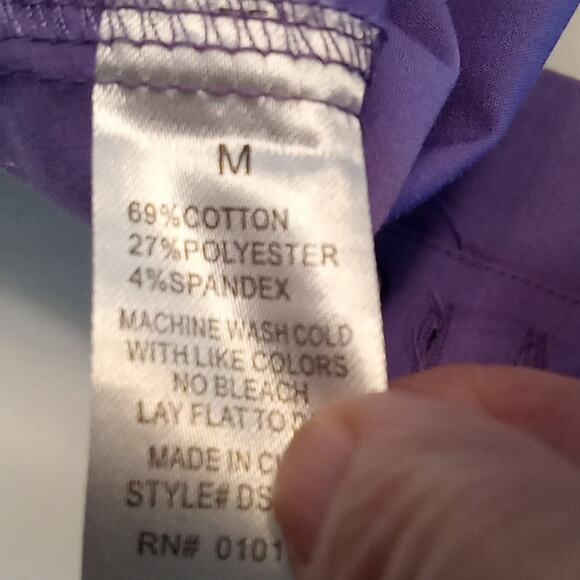 M
69%COTTON
27%POLYESTER
4%SPANDEX
MACHINE WASH COLD
WITH LIKE COLORS
NO BLEACH
LAY FLAT TO
MADE IN
STYLE# DS
RN# 0101